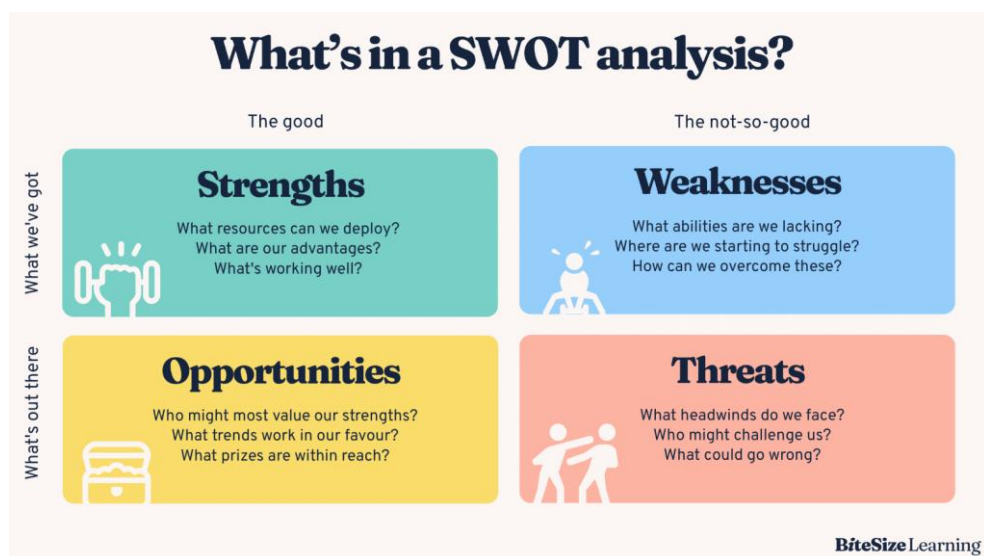 What's in a SWOT analysis?
The good
The not-so-good
What we've got
Strengths
What resources can we deploy?
What are our advantages?
What's working well?
Weaknesses
What abilities are we lacking?
Where are we starting to struggle?
How can we overcome these?
What's out there
Opportunities
Who might most value our strengths?
What trends work in our favour?
What prizes are within reach?
Threats
What headwinds do we face?
Who might challenge us?
What could go wrong?
BiteSize Learning